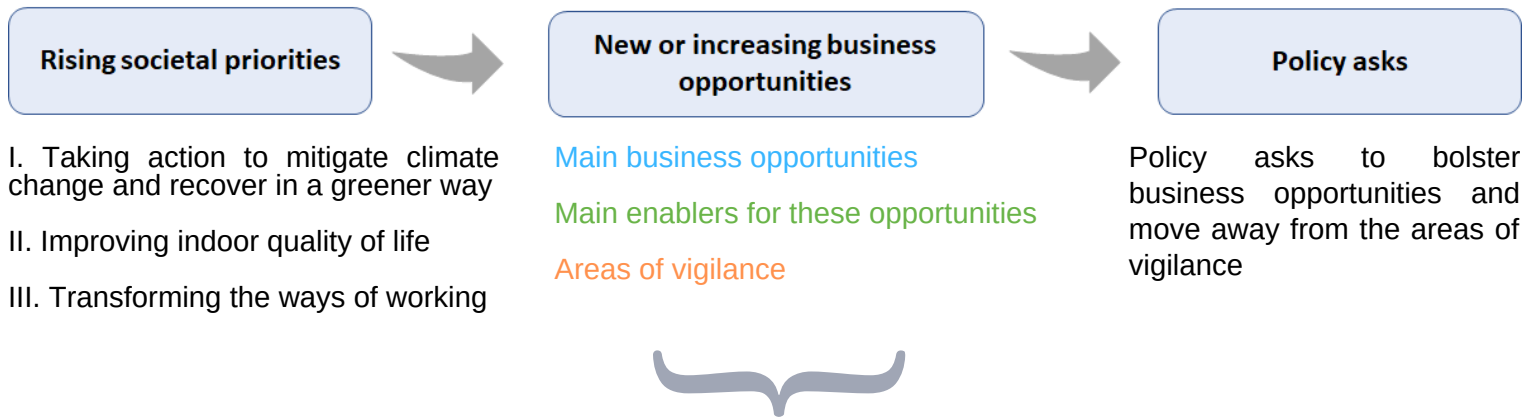 Rising societal priorities
New or increasing business
opportunities
Policy asks
I. Taking action to mitigate climate
change and recover in a greener way
II. Improving indoor quality of life
III. Transforming the ways of working
Main business opportunities
Main enablers for these opportunities
Areas of vigilance
Policy asks to bolster
business opportunities and
move away from the areas of
vigilance